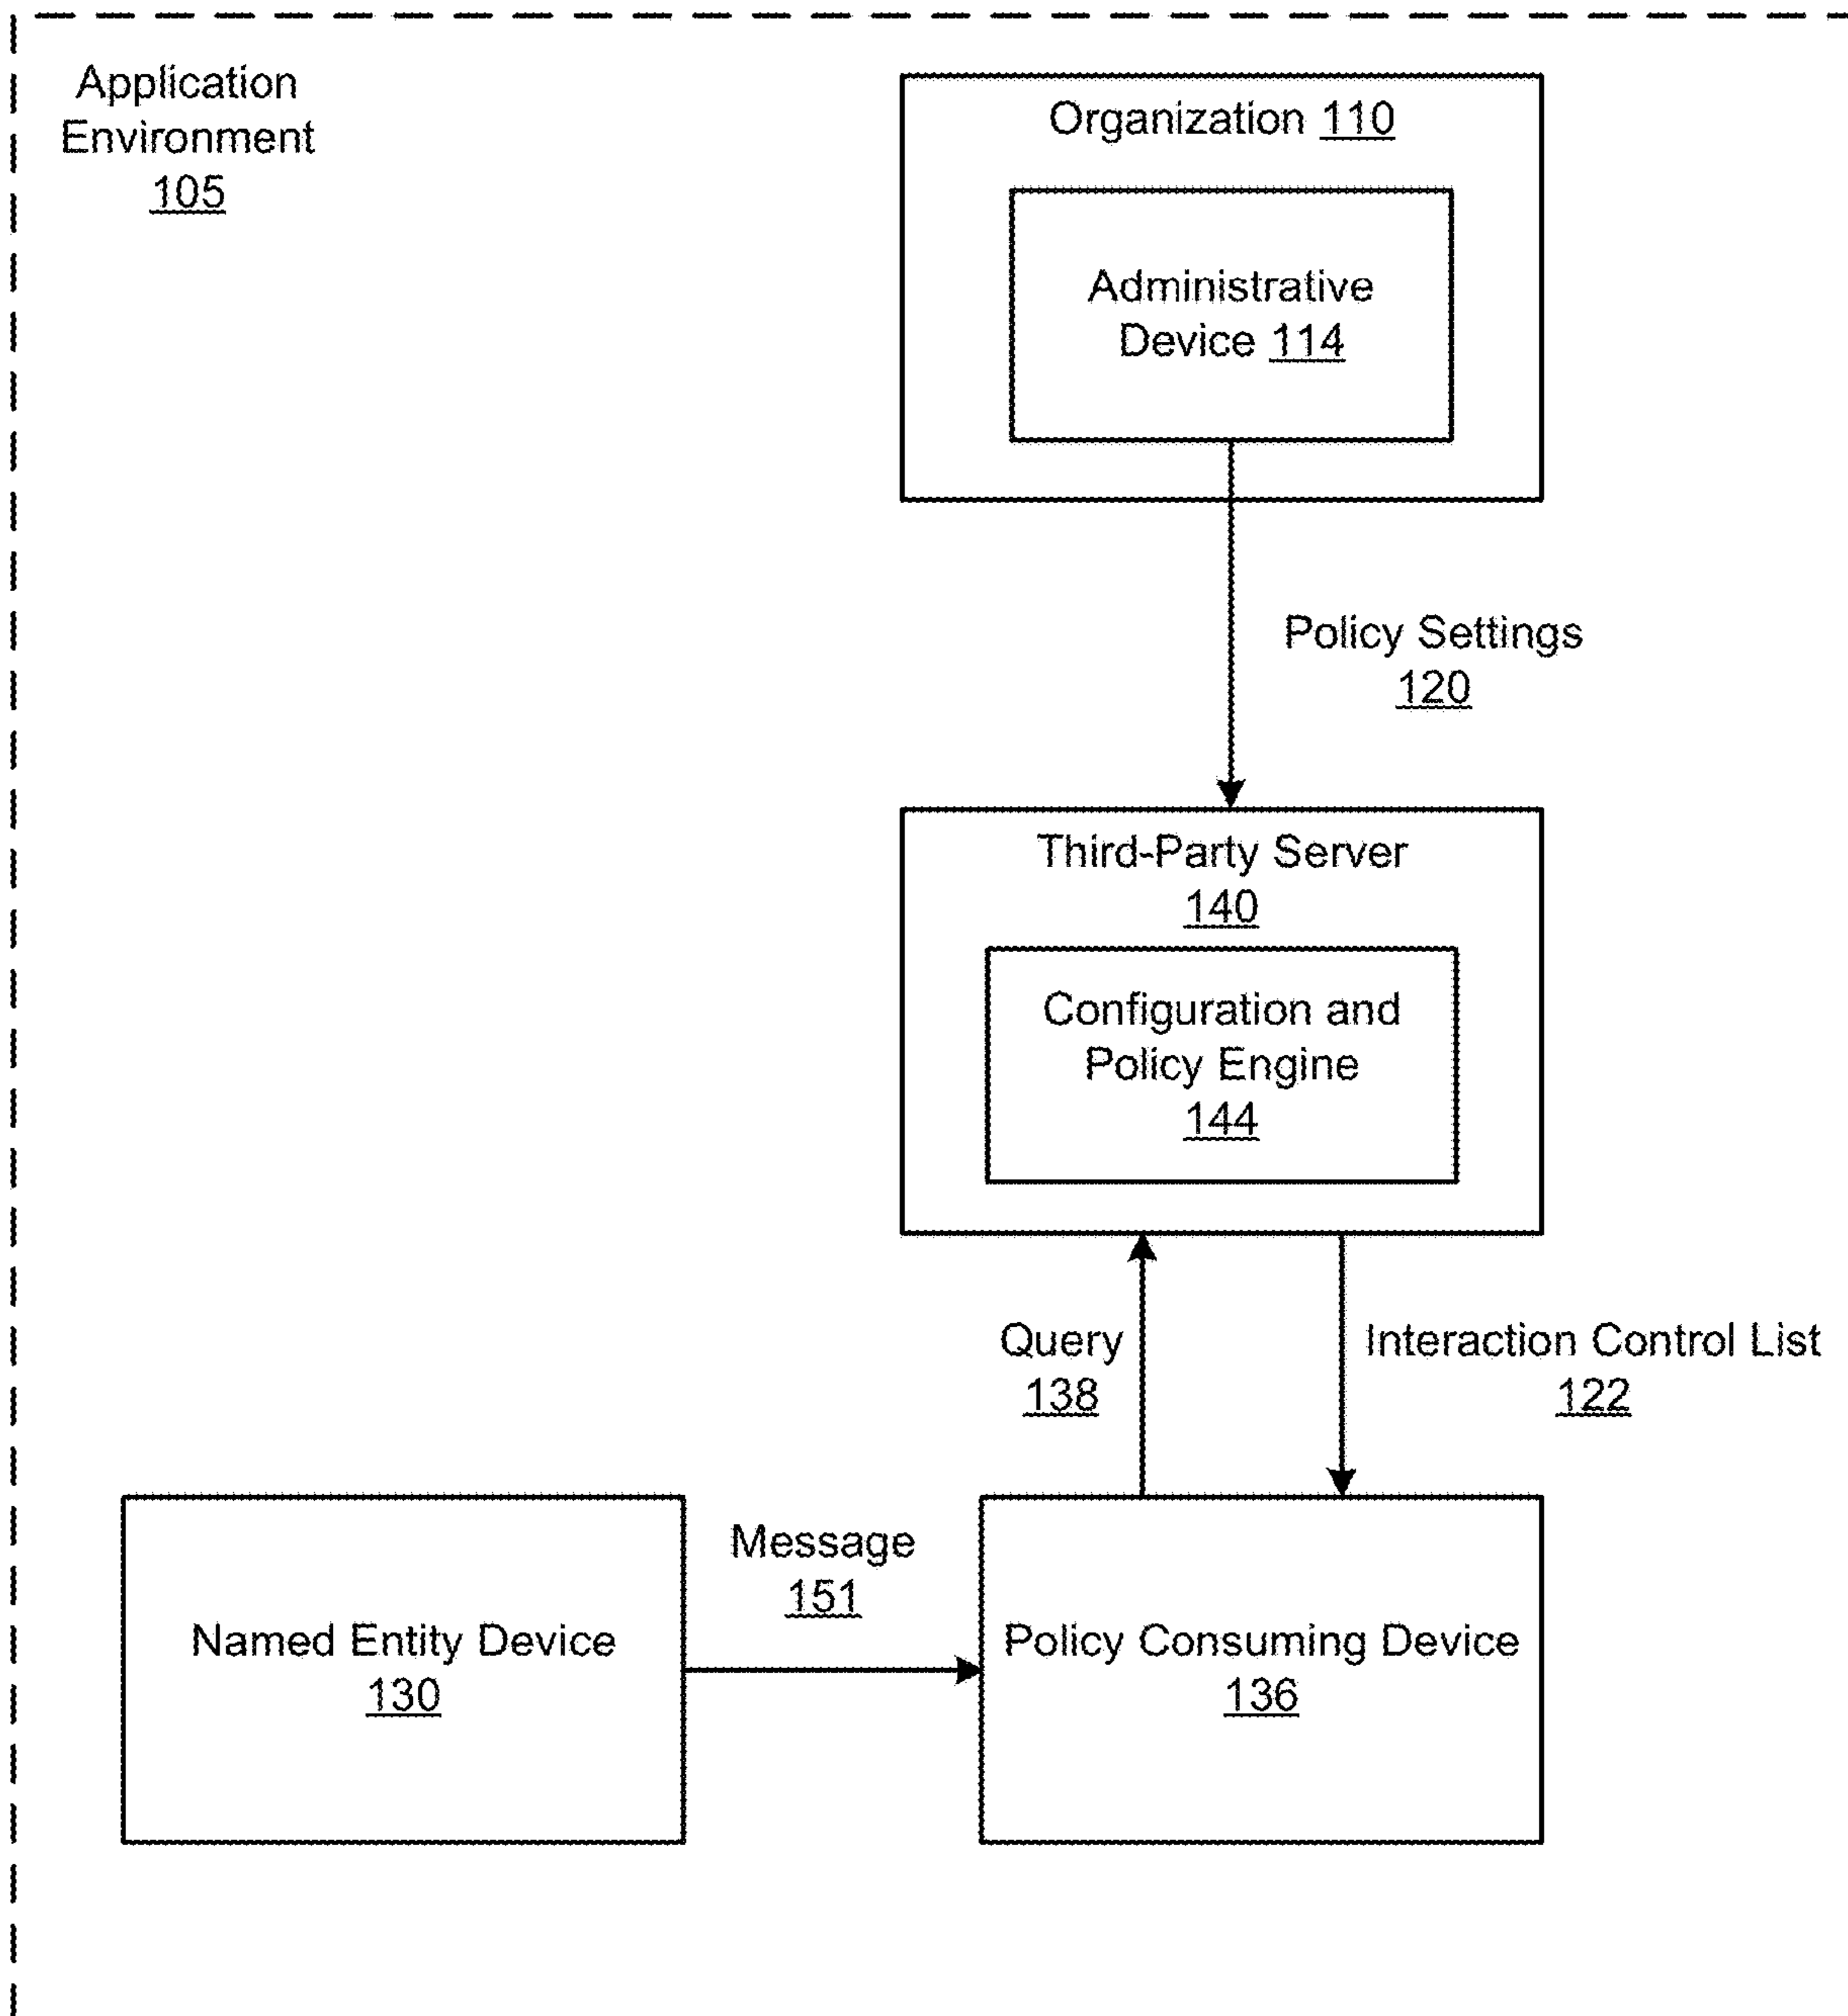 Application
Environment
105
Organization 110
Administrative
Device 114
Policy Settings
120
Third-Party Server
140
Configuration and
Policy Engine
144
Query
138
Interaction Control List
122
Message
151
Named Entity Device
130
Policy Consuming Device
136